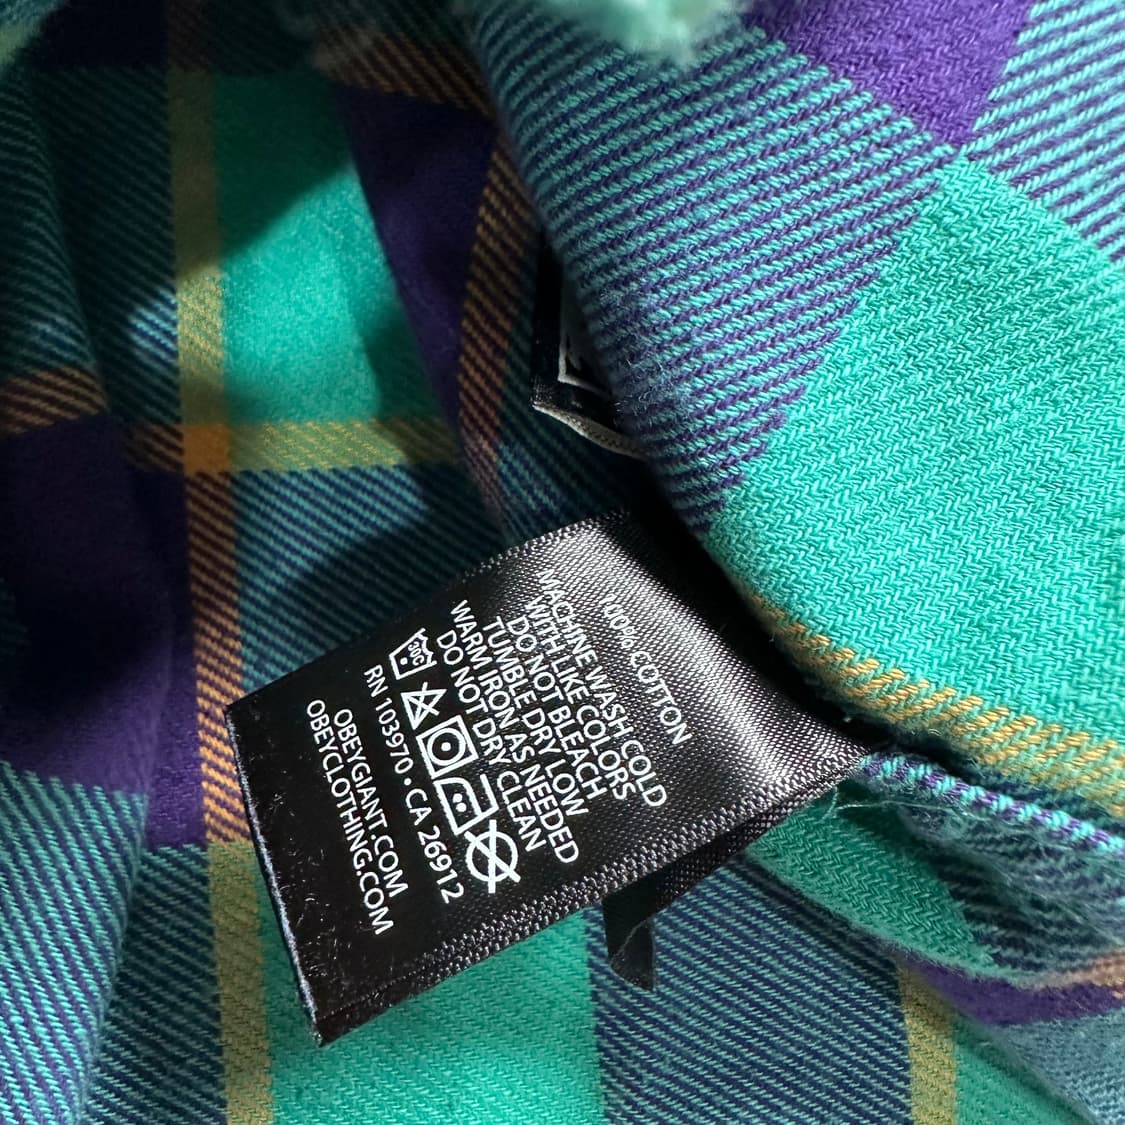 100% COTTON
MACHINE WASH COLD
WITH LIKE COLORS
DO NOT BLEACH
TUMBLE DRY LOW
WARM IRON AS NEEDED
DO NOT DRY CLEAN
30C
RN 103970 • CA 26912
OBEYGIANT.COM
OBEYCLOTHING.COM